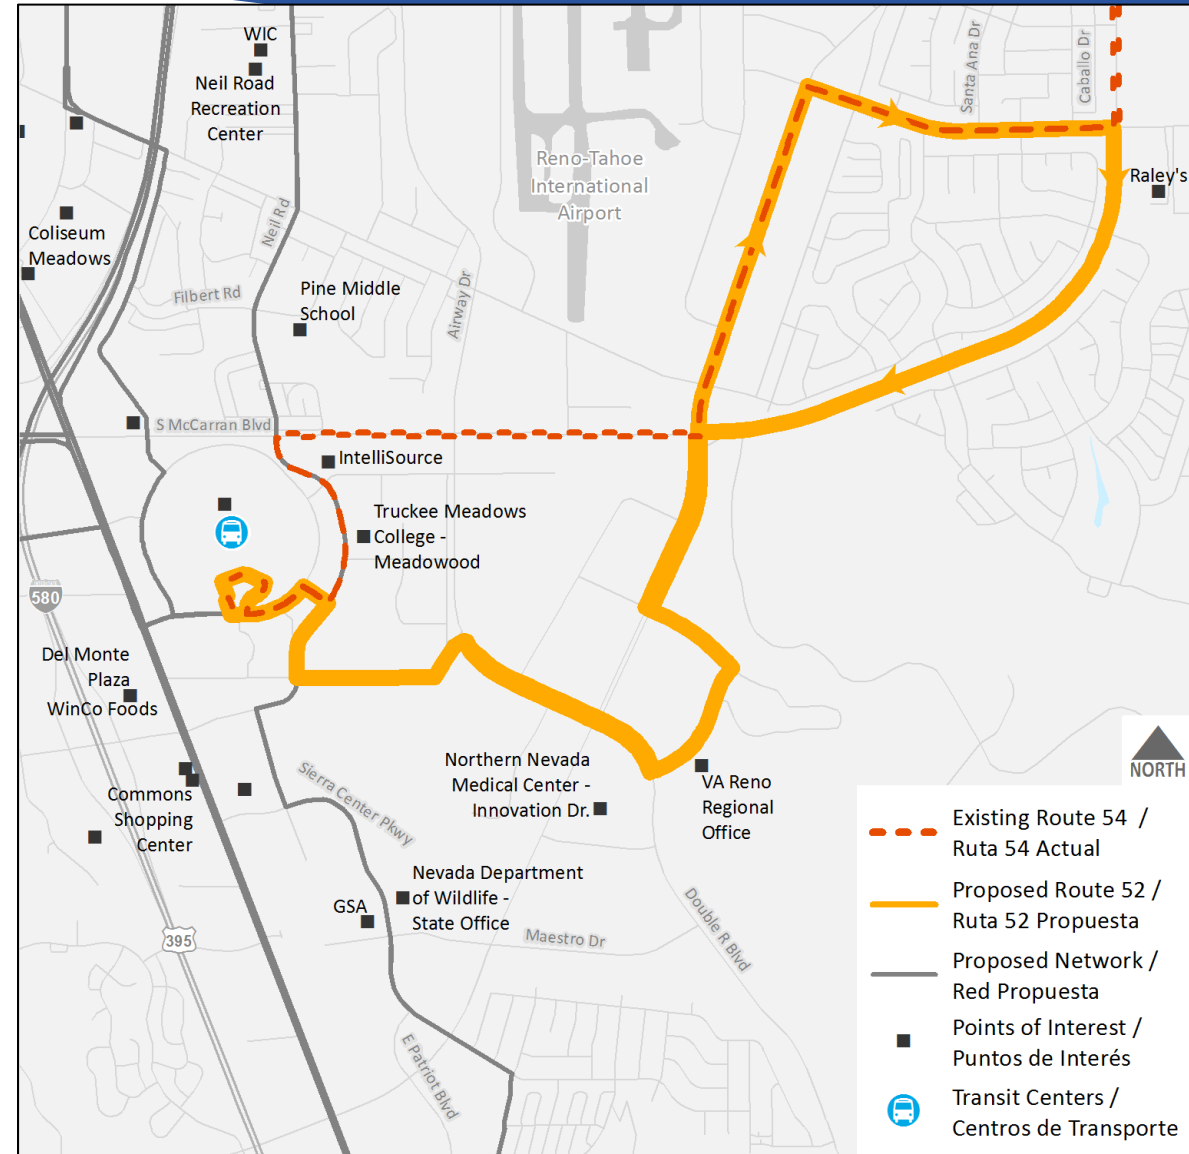 WIC
Neil Road
Recreation
Center
Santa Ana Dr
Caballo Dr
Reno-Tahoe
International
Airport
Raley's
Coliseum
Meadows
Neil Rd
Filbert Rd
Pine Middle
School
Airway Dr
S McCarran Blvd
IntelliSource
Truckee Meadows
College -
Meadowood
580
Del Monte
Plaza
WinCo Foods
Commons
Shopping
Center
Sierra Center Pkwy
Northern Nevada
Medical Center -
Innovation Dr.
VA Reno
Regional
Office
NORTH
Nevada Department
of Wildlife -
State Office
GSA
395
Maestro Dr
Double R Blvd
E Patriot Blvd
Existing Route 54 /
Ruta 54 Actual
Proposed Route 52 /
Ruta 52 Propuesta
Proposed Network /
Red Propuesta
Points of Interest /
Puntos de Interés
Transit Centers /
Centros de Transporte